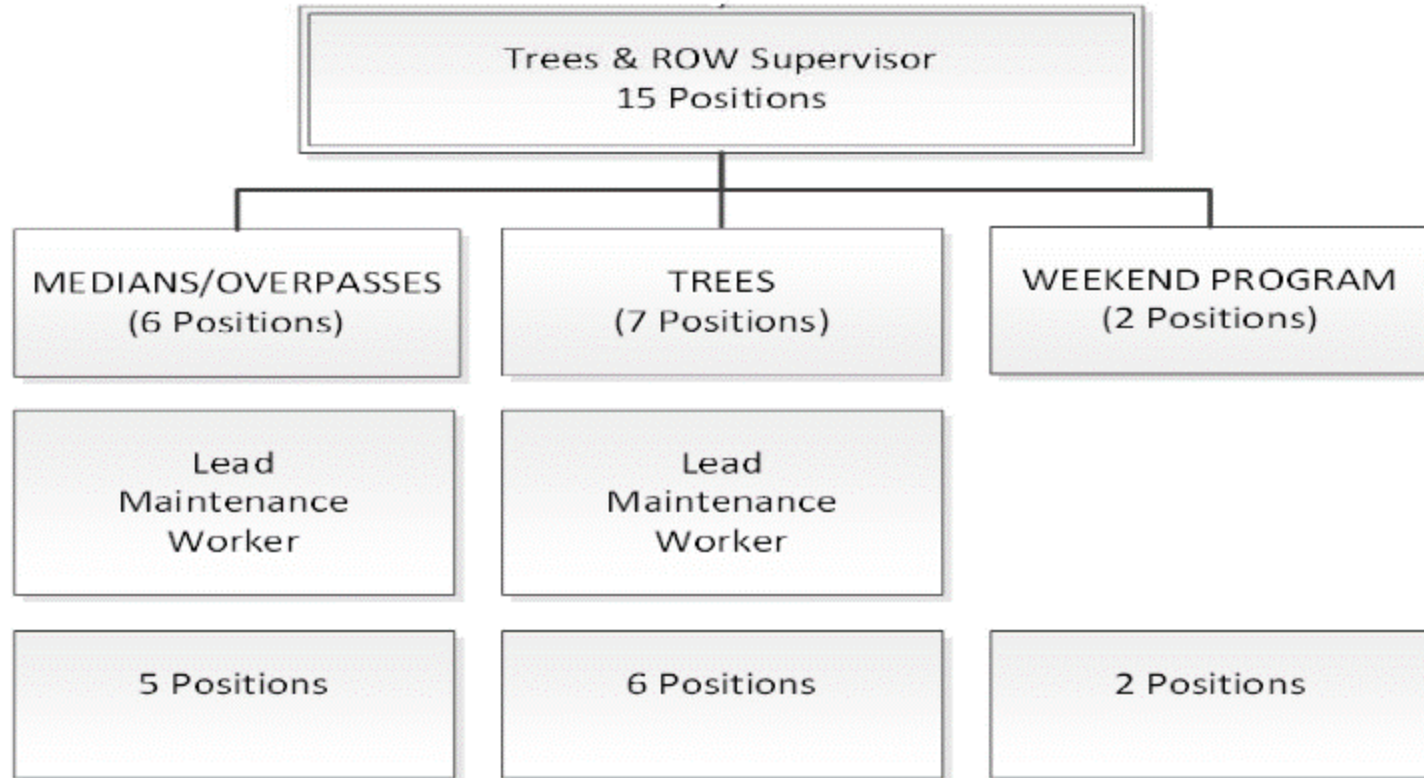 Trees & ROW Supervisor
15 Positions
MEDIANS/OVERPASSES
(6 Positions)
TREES
(7 Positions)
WEEKEND PROGRAM
(2 Positions)
Lead
Maintenance
Worker
Lead
Maintenance
Worker
5 Positions
6 Positions
2 Positions